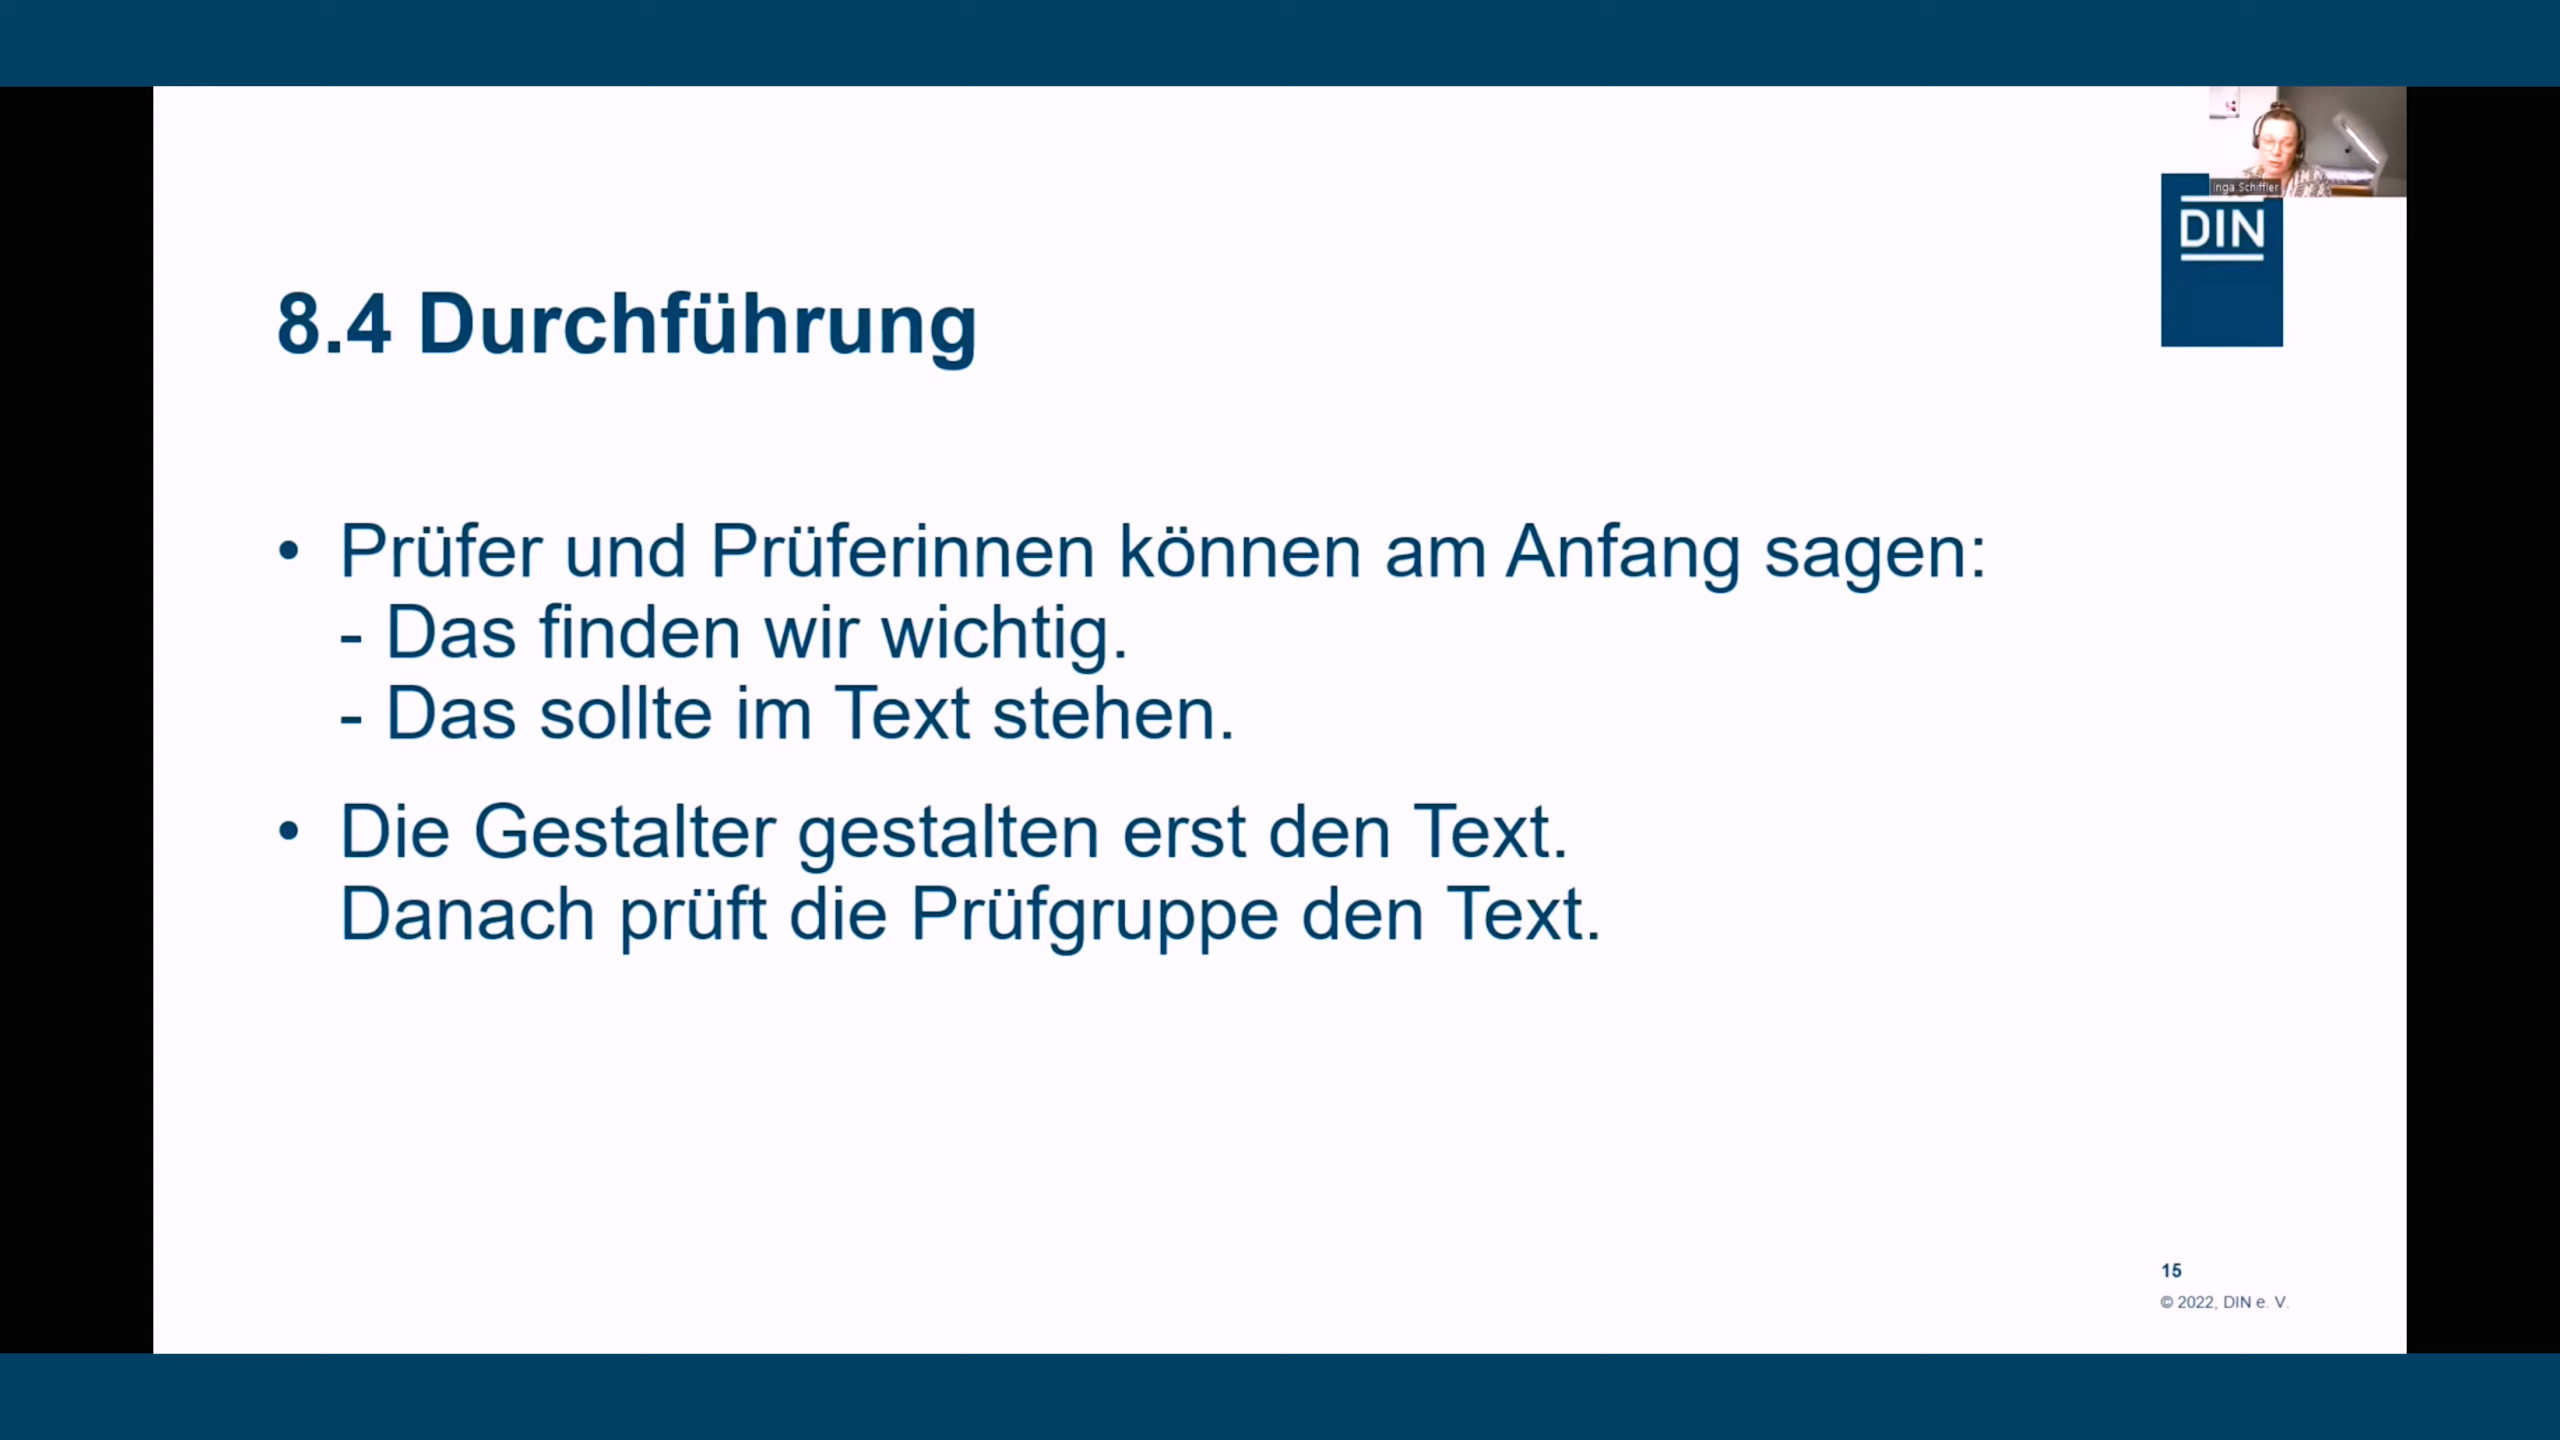 Inga Schiffler
DIN
8.4 Durchführung
• Prüfer und Prüferinnen können am Anfang sagen:
- Das finden wir wichtig.
- Das sollte im Text stehen.
• Die Gestalter gestalten erst den Text.
Danach prüft die Prüfgruppe den Text.
15
© 2022, DIN e. V.